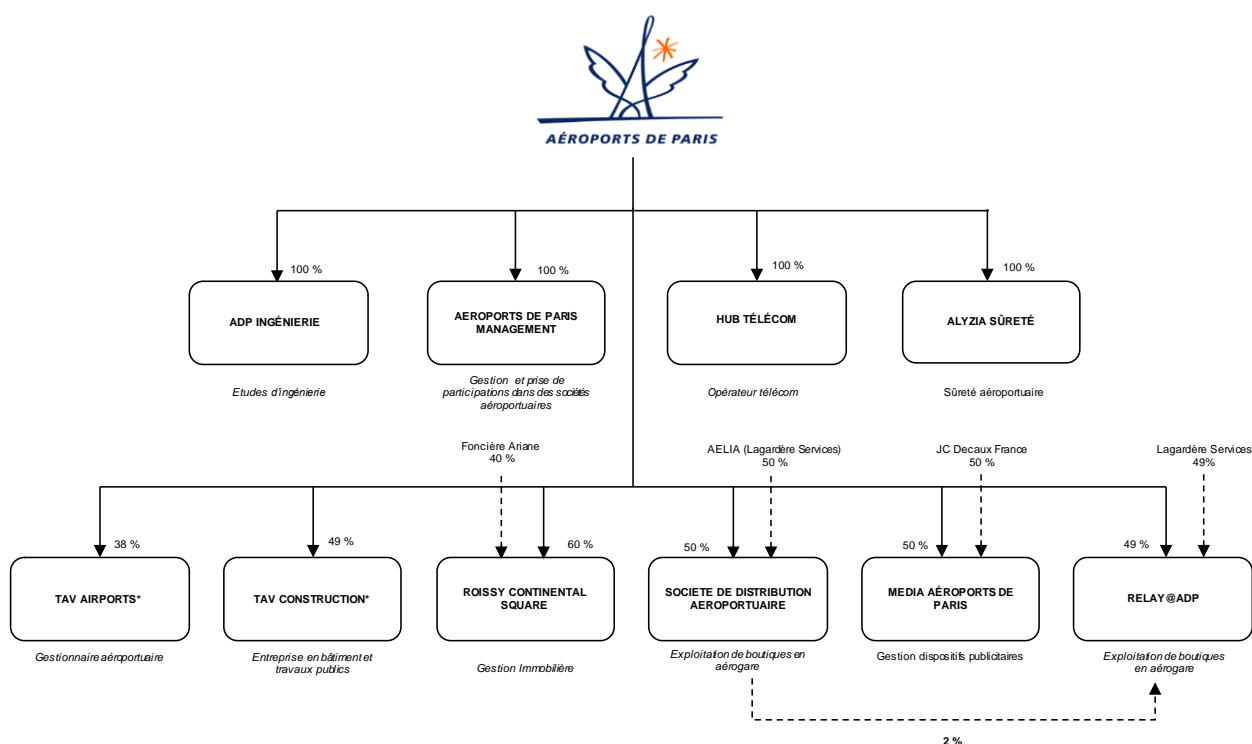 AÉROPORTS DE PARIS
100 %
100 %
100 %
100 %
ADP INGÉNIERIE
AEROPORTS DE PARIS
MANAGEMENT
HUB TÉLÉCOM
ALYZIA SÛRETÉ
Etudes d'ingénierie
Gestion et prise de
participations dans des sociétés
aéroportuaires
Opérateur télécom
Sûreté aéroportuaire
Foncière Ariane
40 %
AELIA (Lagardère Services)
50 %
JC Decaux France
50 %
Lagardère Services
49%
38 %
49 %
60 %
50 %
50 %
49 %
TAV AIRPORTS*
TAV CONSTRUCTION*
ROISSY CONTINENTAL
SQUARE
SOCIETE DE DISTRIBUTION
AEROPORTUAIRE
MEDIA AÉROPORTS DE
PARIS
RELAY@ADP
Gestionnaire aéroportuaire
Entreprise en bâtiment et
travaux publics
Gestion Immobilière
Exploitation de boutiques en
aérogare
Gestion dispositifs publicitaires
Exploitation de boutiques
en aérogare
2 %